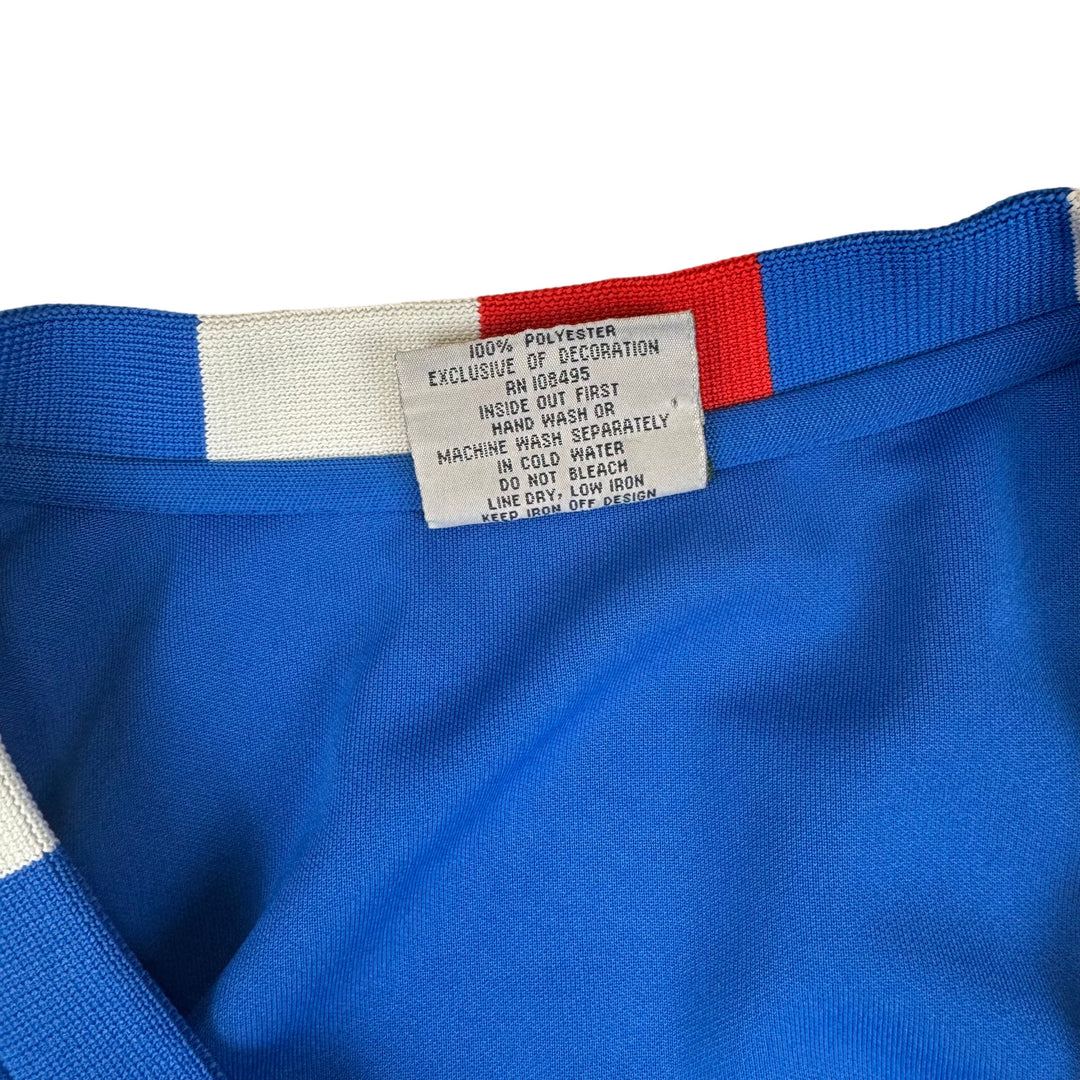 100% POLYESTER
EXCLUSIVE OF DECORATION
RN 108495
INSIDE OUT FIRST
HAND WASH OR
MACHINE WASH SEPARATELY
IN COLD WATER
DO NOT BLEACH
LINE DRY, LOW IRON
KEEP IRON OFF DESIGN